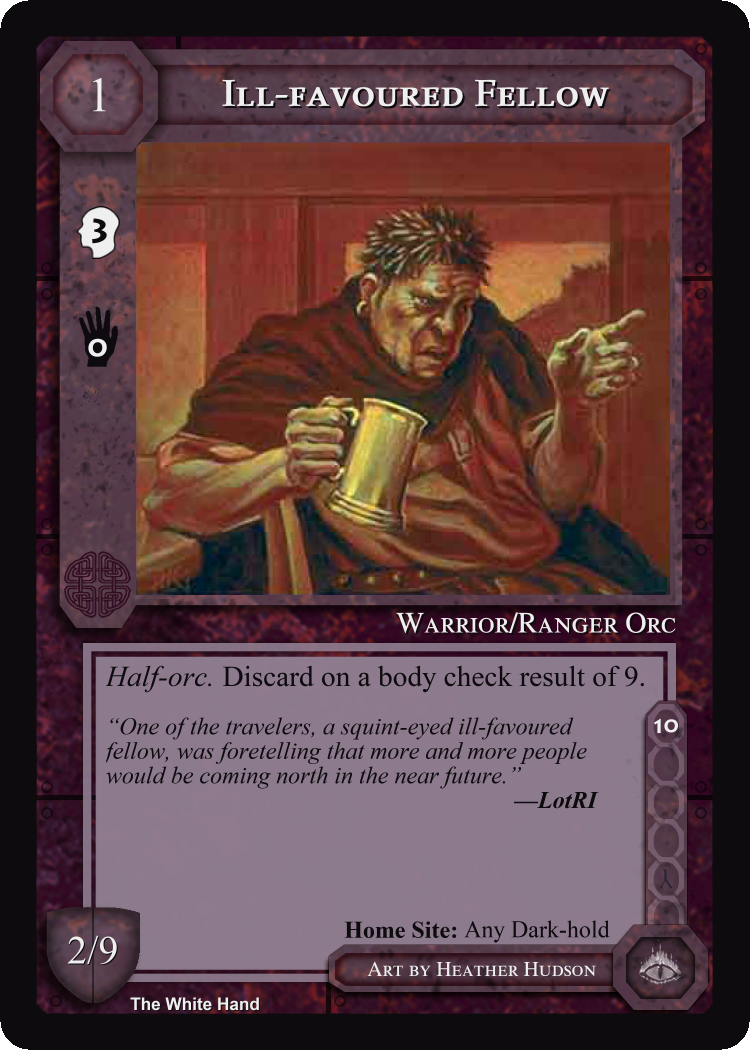 1
Ill-favoured Fellow
3
0
Warrior/Ranger Orc
Half-orc. Discard on a body check result of 9.
“One of the travelers, a squint-eyed ill-favoured
fellow, was foretelling that more and more people
would be coming north in the near future.”
—LotRI
10
Home Site: Any Dark-hold
2/9
Art by Heather Hudson
The White Hand